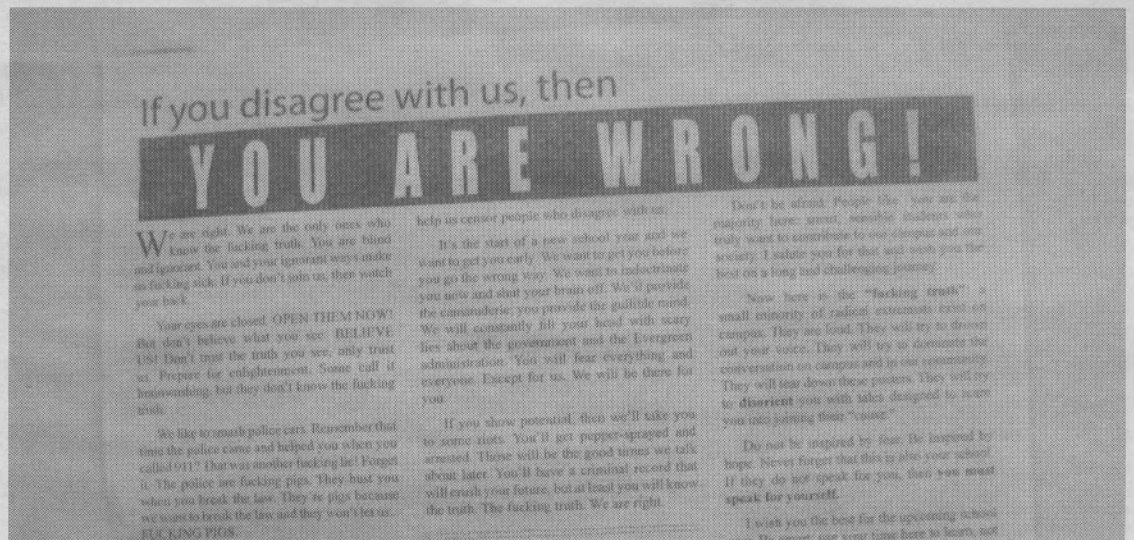 If you disagree with us, then
YOU ARE WRONG!
We are right. We are the only ones who
know the fucking truth. You are blind
and ignorant. You and your ignorant ways make
us fucking sick. If you don't join us, then watch
your back.
Your eyes are closed. OPEN THEM NOW!
But don't believe what you see. BELIEVE
US! Don't trust the truth you see, only trust
us. Prepare for enlightenment. Some call it
brainwashing, but they don't know the fucking
truth.
We like to smash police cars. Remember that
time the police came and helped you when you
called 911? That was another fucking lie! Forget
it. The police are fucking pigs. They bust you
when you break the law. They're pigs because
we want to break the law and they won't let us.
FUCKING PIGS
help us censor people who disagree with us.
It's the start of a new school year and we
want to get you early. We want to get you before
you go the wrong way. We want to indoctrinate
you now and shut your brain off. We'll provide
the camaraderie; you provide the gullible mind.
We will constantly fill your head with scary
lies about the government and the Evergreen
administration. You will fear everything and
everyone. Except for us. We will be there for
you.
If you show potential, then we'll take you
to some riots. You'll get pepper-sprayed and
arrested. Those will be the good times we talk
about later. You'll have a criminal record that
will crush your future, but at least you will know
the truth. The fucking truth. We are right.
Don't be afraid. People like you are the
majority here: smart, sensible students who
truly want to contribute to our campus and our
society. I salute you for that and wish you the
best on a long and challenging journey.
Now here is the "fucking truth": a
small minority of radical extremists exist on
campus. They are loud. They will try to drown
out your voice. They will try to dominate the
conversation on campus and in our community.
They will tear down these posters. They will try
to disorient you with tales designed to scare
you into joining their "cause."
Do not be inspired by fear. Be inspired by
hope. Never forget that this is also your school.
If they do not speak for you, then you must
speak for yourself.
I wish you the best for the upcoming school
Be smart; use your time here to learn, not